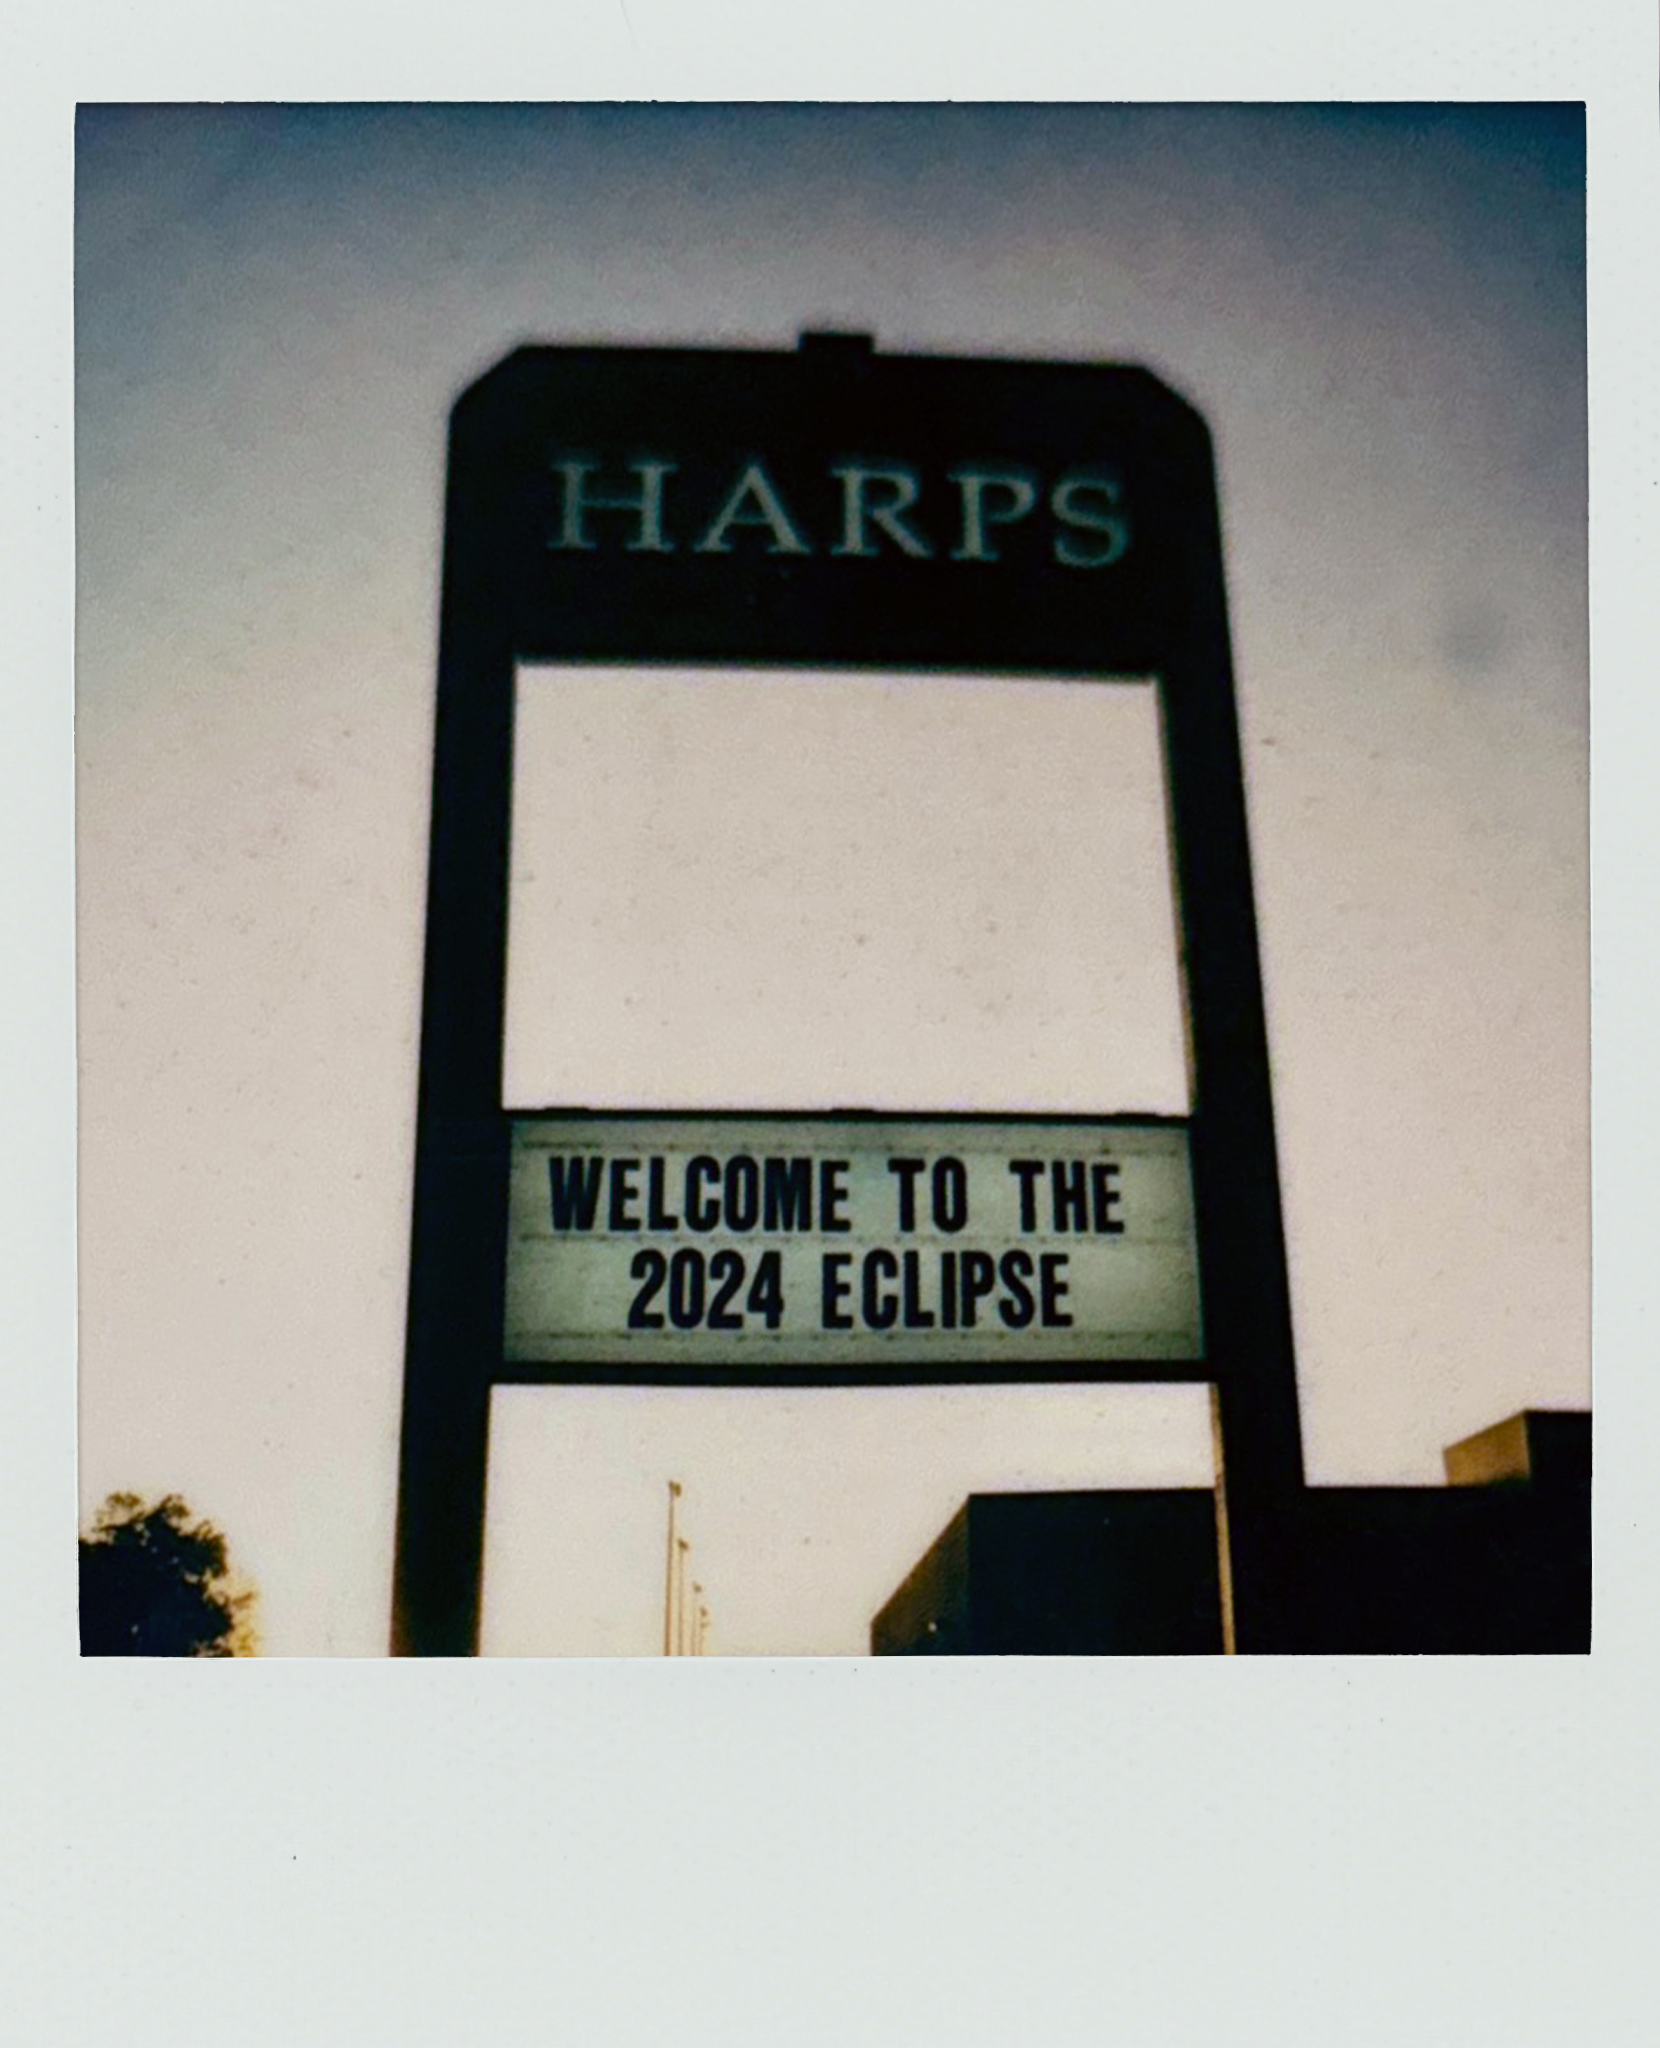 HARPS
WELCOME TO THE
2024 ECLIPSE